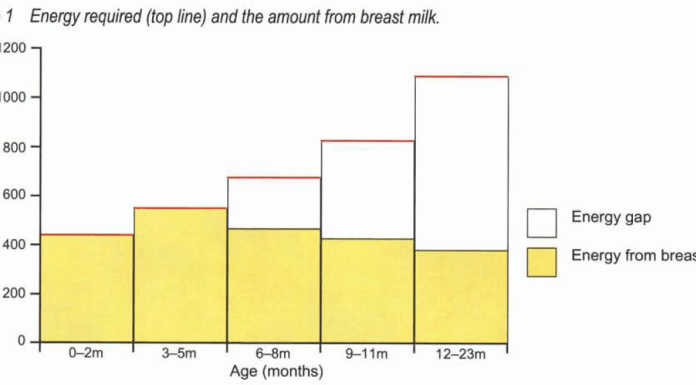 1 Energy required (top line) and the amount from breast milk.
1200
1000
800
600
400
200
0
0–2m 3–5m 6–8m 9–11m 12–23m
Age (months)
Energy gap
Energy from breas